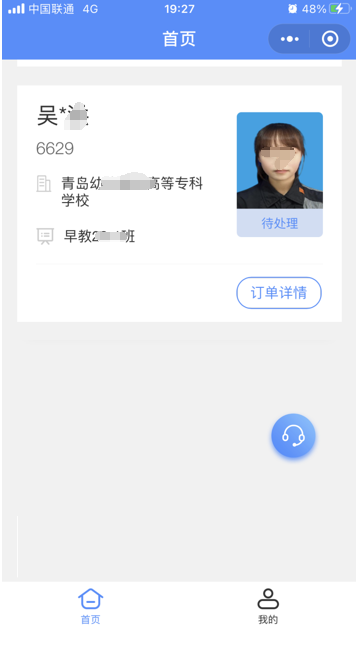 中国联通 4G
19:27
48%
首页
吴*
6629
青岛幼 高等专科
学校
早教2 班
待处理
订单详情
首页
我的